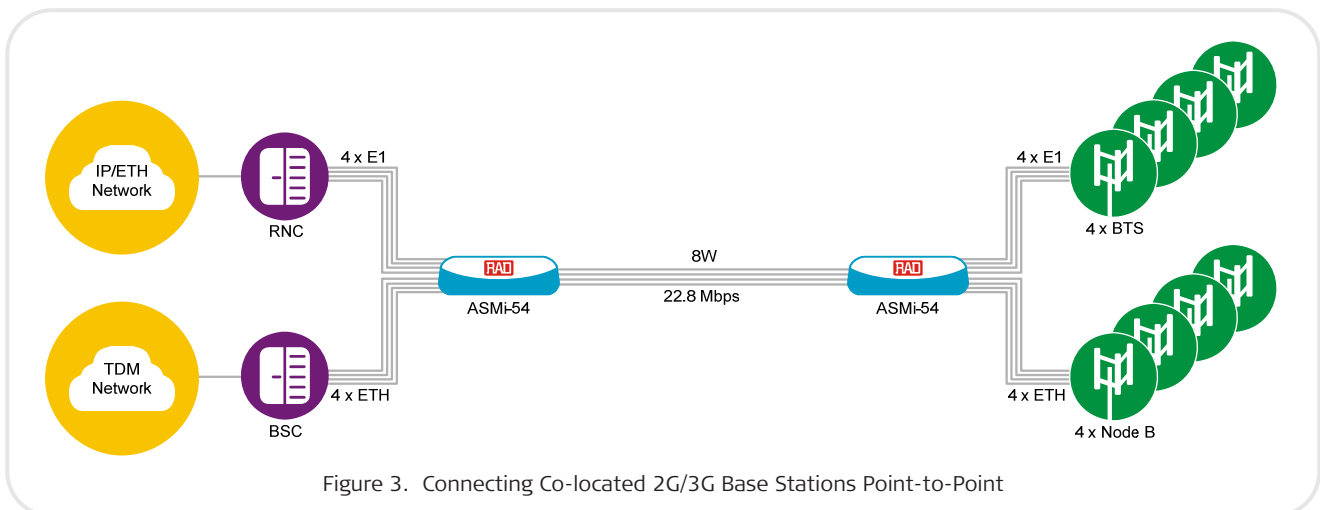 IP/ETH
Network
RNC
4 x E1
RAD
ASMi-54
8W
22.8 Mbps
RAD
ASMi-54
4 x E1
4 x BTS
TDM
Network
BSC
4 x ETH
4 x ETH
4 x Node B
Figure 3. Connecting Co-located 2G/3G Base Stations Point-to-Point